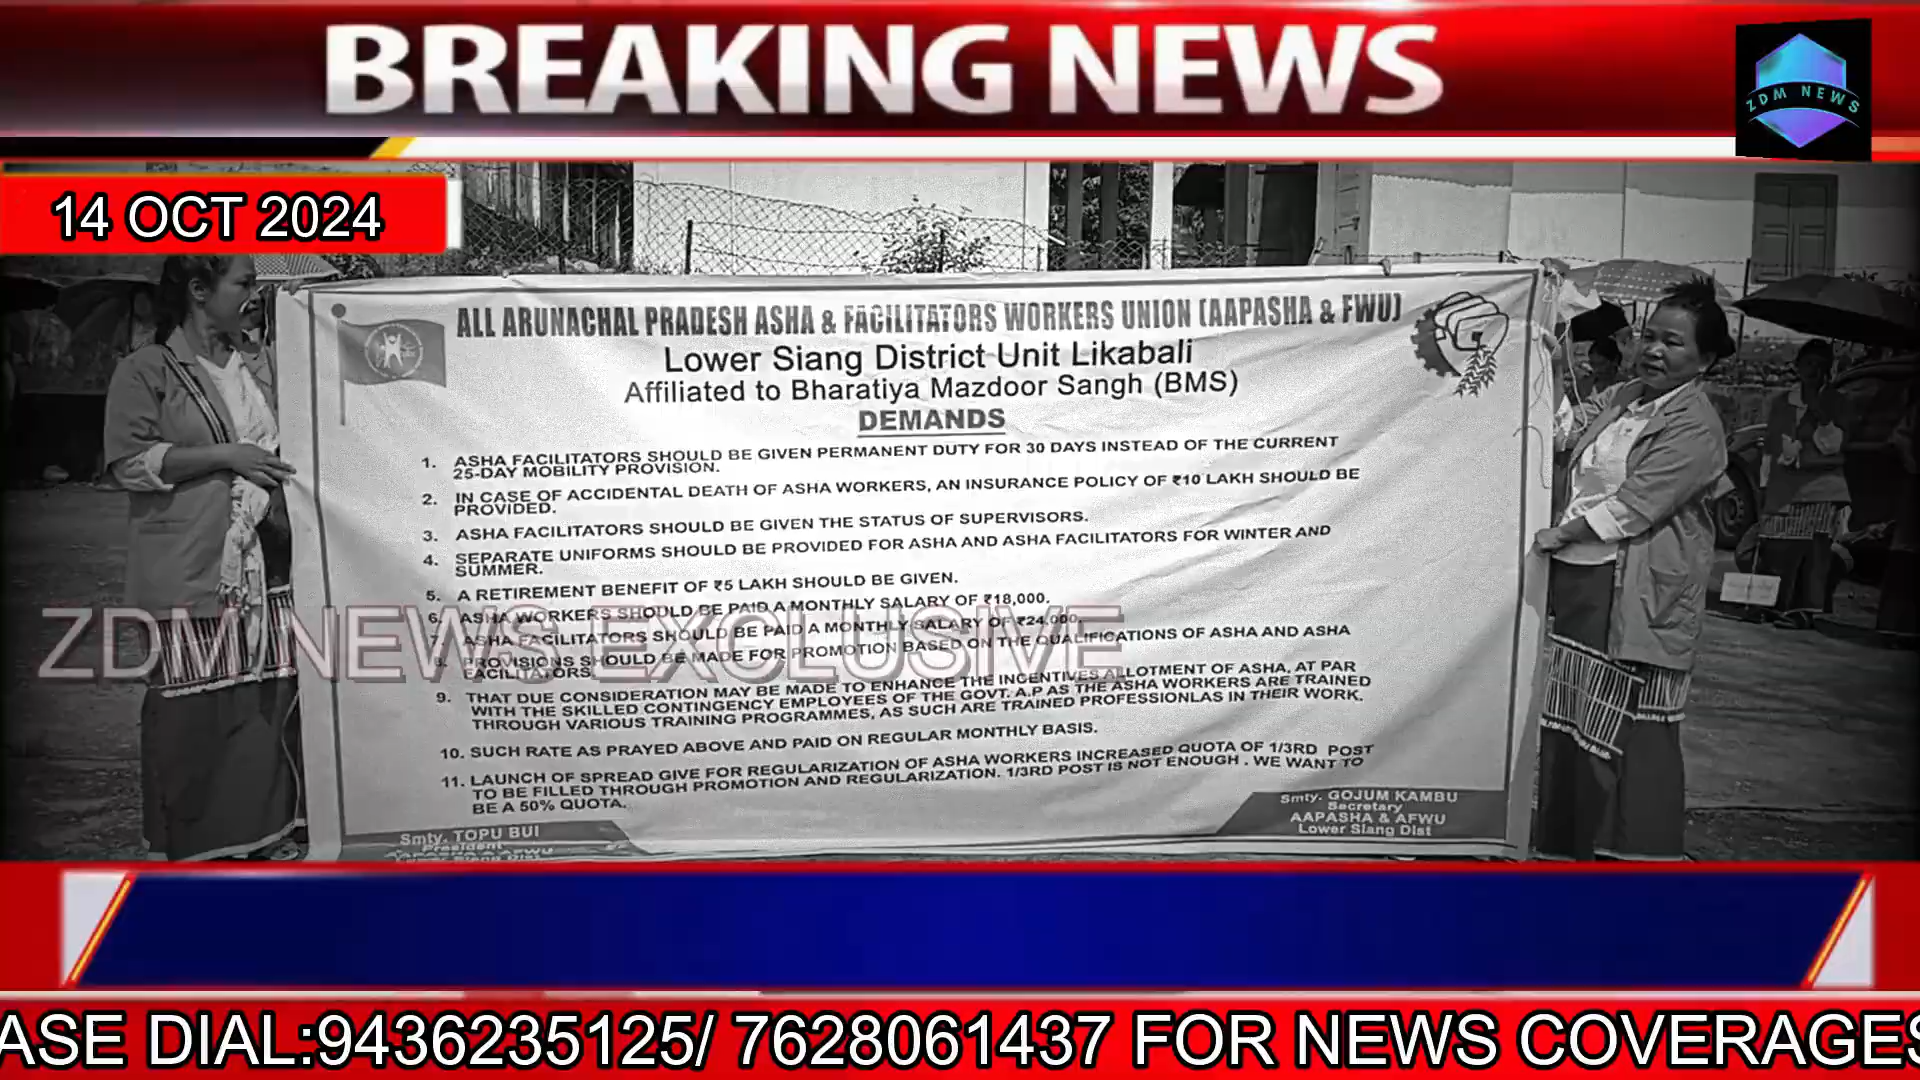 BREAKING NEWS
ZDM NEWS
14 OCT 2024
ALL ARUNACHAL PRADESH ASHA & FACILITATORS WORKERS UNION (AAPASHA & FWU)
Lower Siang District Unit Likabali
Affiliated to Bharatiya Mazdoor Sangh (BMS)
DEMANDS
1. ASHA FACILITATORS SHOULD BE GIVEN PERMANENT DUTY FOR 30 DAYS INSTEAD OF THE CURRENT
25-DAY MOBILITY PROVISION.
2. IN CASE OF ACCIDENTAL DEATH OF ASHA WORKERS, AN INSURANCE POLICY OF ₹10 LAKH SHOULD BE
PROVIDED.
3. ASHA FACILITATORS SHOULD BE GIVEN THE STATUS OF SUPERVISORS.
4. SEPARATE UNIFORMS SHOULD BE PROVIDED FOR ASHA AND ASHA FACILITATORS FOR WINTER AND
SUMMER.
5. A RETIREMENT BENEFIT OF ₹5 LAKH SHOULD BE GIVEN.
6. ASHA WORKERS SHOULD BE PAID A MONTHLY SALARY OF ₹18,000.
7. ASHA FACILITATORS SHOULD BE PAID A MONTHLY SALARY OF ₹24,000.
8. PROVISIONS SHOULD BE MADE FOR PROMOTION BASED ON THE QUALIFICATIONS OF ASHA AND ASHA
FACILITATORS
9. THAT DUE CONSIDERATION MAY BE MADE TO ENHANCE THE INCENTIVES ALLOTMENT OF ASHA, AT PAR
WITH THE SKILLED CONTINGENCY EMPLOYEES OF THE GOVT. A.P AS THE ASHA WORKERS ARE TRAINED
THROUGH VARIOUS TRAINING PROGRAMMES, AS SUCH ARE TRAINED PROFESSIONLAS IN THEIR WORK.
10. SUCH RATE AS PRAYED ABOVE AND PAID ON REGULAR MONTHLY BASIS.
11. LAUNCH OF SPREAD GIVE FOR REGULARIZATION OF ASHA WORKERS INCREASED QUOTA OF 1/3RD POST
TO BE FILLED THROUGH PROMOTION AND REGULARIZATION. 1/3RD POST IS NOT ENOUGH . WE WANT TO
BE A 50% QUOTA.
Smty. TOPU BUI
President
Smty. GOJUM KAMBU
Secretary
AAPASHA & AFWU
Lower Siang Dist
ZDM NEWS EXCLUSIVE
ASE DIAL:9436235125/ 7628061437 FOR NEWS COVERAGES